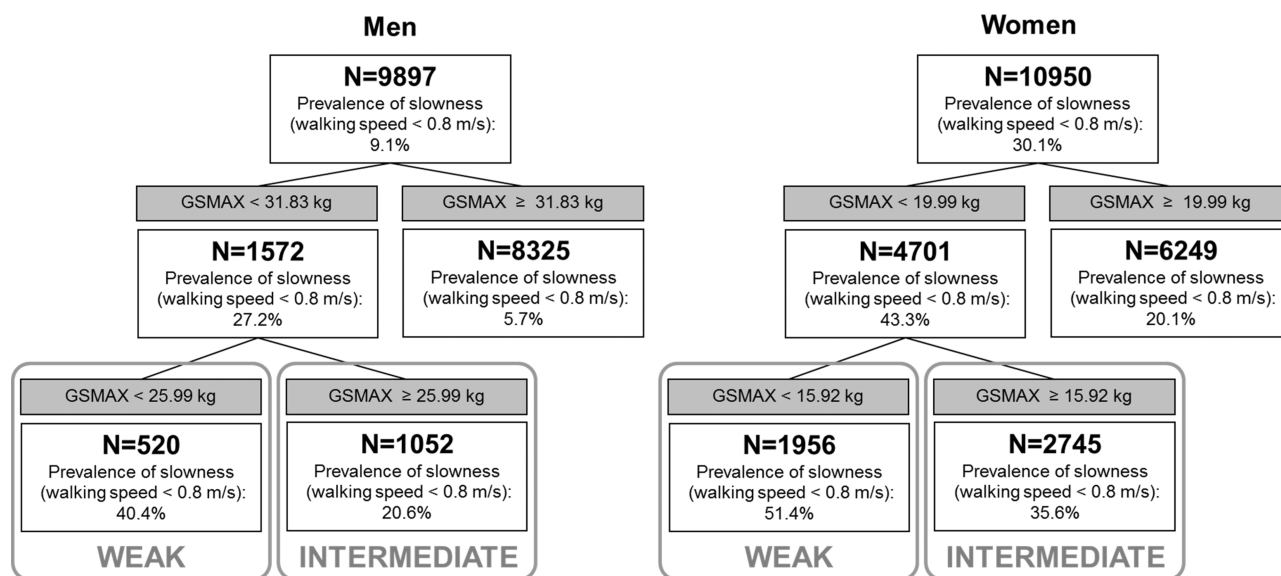 Men
N=9897
Prevalence of slowness
(walking speed < 0.8 m/s):
9.1%
GSMAX < 31.83 kg
GSMAX ≥ 31.83 kg
N=1572
Prevalence of slowness
(walking speed < 0.8 m/s):
27.2%
N=8325
Prevalence of slowness
(walking speed < 0.8 m/s):
5.7%
GSMAX < 25.99 kg
GSMAX ≥ 25.99 kg
N=520
Prevalence of slowness
(walking speed < 0.8 m/s):
40.4%
WEAK
N=1052
Prevalence of slowness
(walking speed < 0.8 m/s):
20.6%
INTERMEDIATE
Women
N=10950
Prevalence of slowness
(walking speed < 0.8 m/s):
30.1%
GSMAX < 19.99 kg
GSMAX ≥ 19.99 kg
N=4701
Prevalence of slowness
(walking speed < 0.8 m/s):
43.3%
N=6249
Prevalence of slowness
(walking speed < 0.8 m/s):
20.1%
GSMAX < 15.92 kg
GSMAX ≥ 15.92 kg
N=1956
Prevalence of slowness
(walking speed < 0.8 m/s):
51.4%
WEAK
N=2745
Prevalence of slowness
(walking speed < 0.8 m/s):
35.6%
INTERMEDIATE